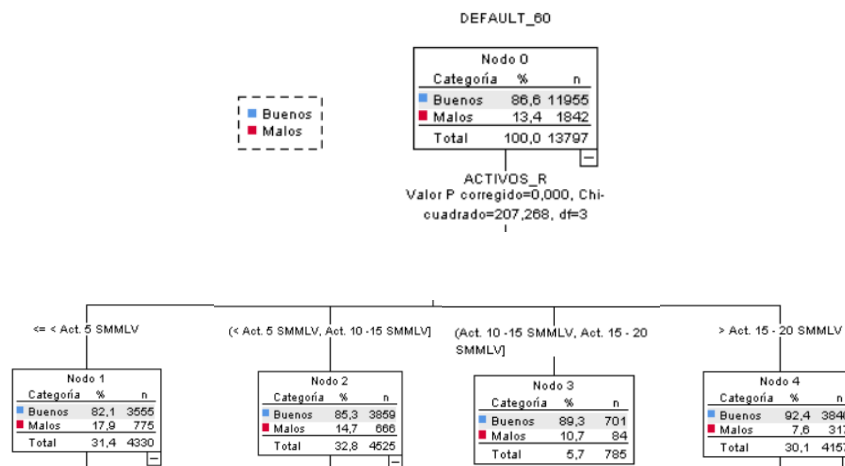 DEFAULT_60
Nodo 0
Categoría % n
Buenos 86,6 11955
Malos 13,4 1842
Total 100,0 13797
Buenos
Malos
ACTIVOS_R
Valor P corregido=0,000, Chi-
cuadrado=207,268, df=3
<= < Act. 5 SMMLV
(< Act. 5 SMMLV, Act. 10 -15 SMMLV]
(Act. 10 -15 SMMLV, Act. 15 - 20
SMMLV]
> Act. 15 - 20 SMMLV
Nodo 1
Categoría % n
Buenos 82,1 3555
Malos 17,9 775
Total 31,4 4330
Nodo 2
Categoría % n
Buenos 85,3 3859
Malos 14,7 666
Total 32,8 4525
Nodo 3
Categoría % n
Buenos 89,3 701
Malos 10,7 84
Total 5,7 785
Nodo 4
Categoría % n
Buenos 92,4 3840
Malos 7,6 317
Total 30,1 4157